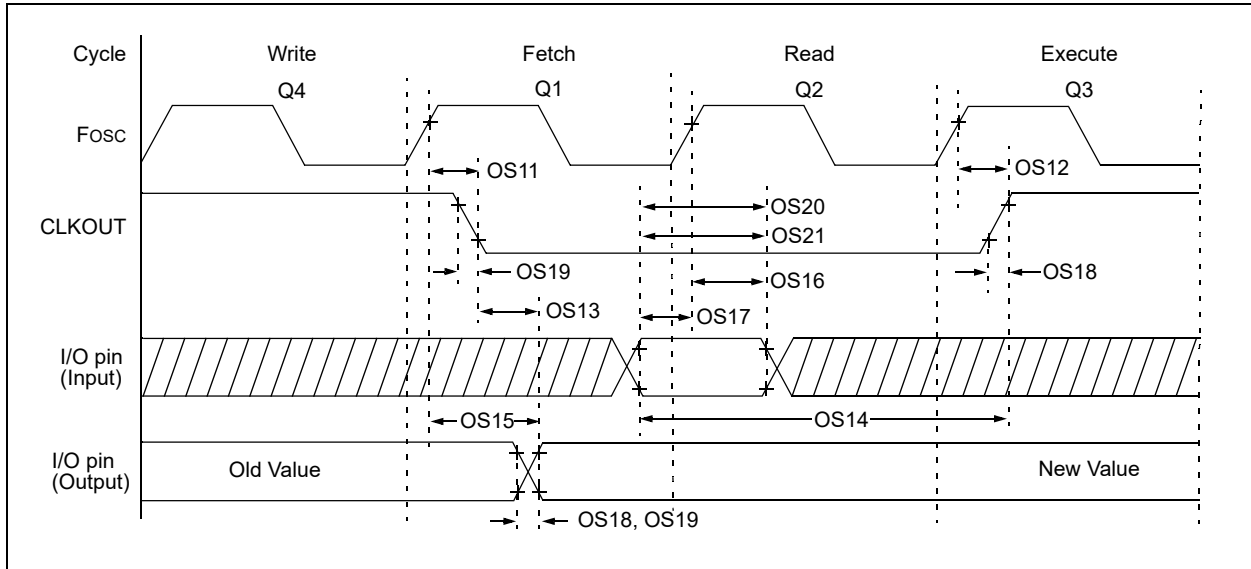 Cycle Write Fetch Read Execute
Q4 Q1 Q2 Q3
FOSC
OS11 OS12
CLKOUT OS20
OS21
OS19 OS16 OS18
OS13 OS17
I/O pin
(Input)
OS15 OS14
I/O pin
(Output) Old Value New Value
OS18, OS19